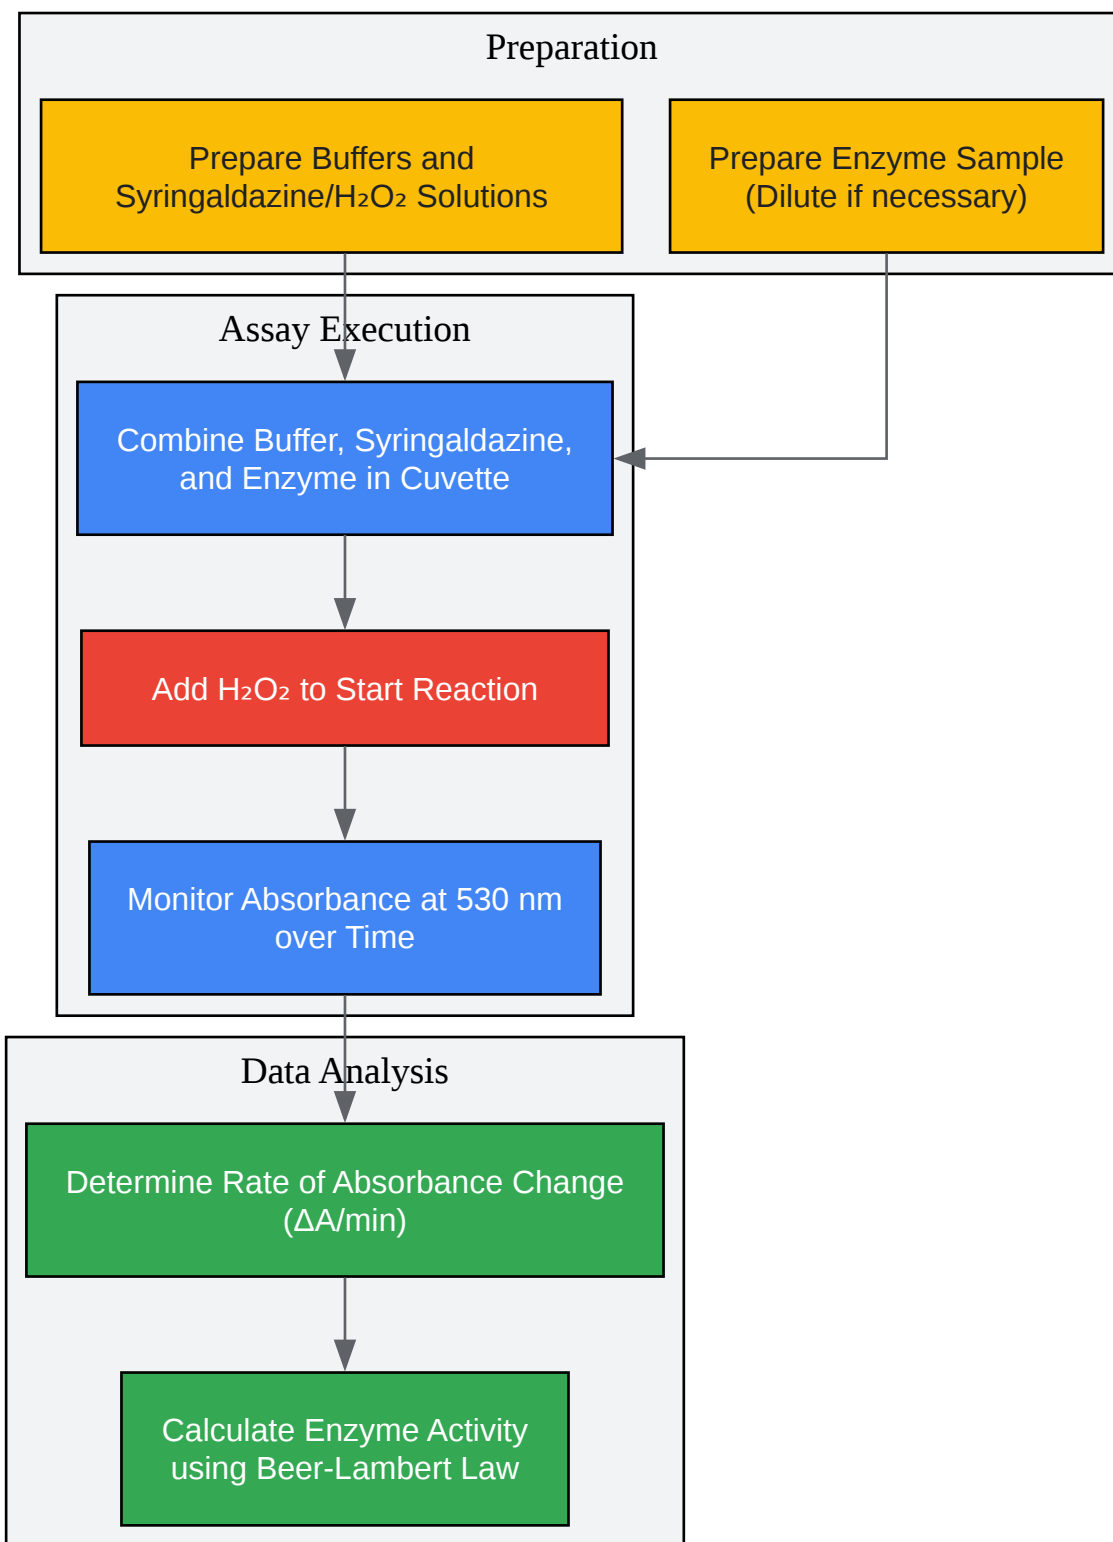 Preparation
Prepare Buffers and
Syringaldazine/H₂O₂ Solutions
Prepare Enzyme Sample
(Dilute if necessary)
Assay Execution
Combine Buffer, Syringaldazine,
and Enzyme in Cuvette
Add H₂O₂ to Start Reaction
Monitor Absorbance at 530 nm
over Time
Data Analysis
Determine Rate of Absorbance Change
(ΔA/min)
Calculate Enzyme Activity
using Beer-Lambert Law